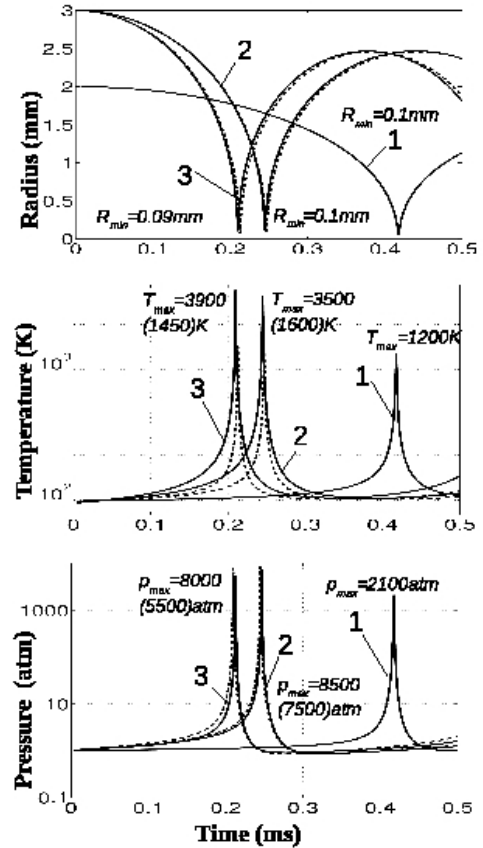 3
2.5
2
1.5
1
0.5
0
Radius (mm)
2
R_min=0.1mm
1
3
R_min=0.09mm
R_min=0.1mm
0 0.1 0.2 0.3 0.4 0.5
T_max=3900
(1450)K
T_max=3500
(1600)K
T_max=1200K
10³
10²
Temperature (K)
3
1
2
0 0.1 0.2 0.3 0.4 0.5
p_max=8000
(5500)atm
p_max=2100atm
1000
10
0.1
Pressure (atm)
1
2
3
p_max=8500
(7500)atm
0 0.1 0.2 0.3 0.4 0.5
Time (ms)